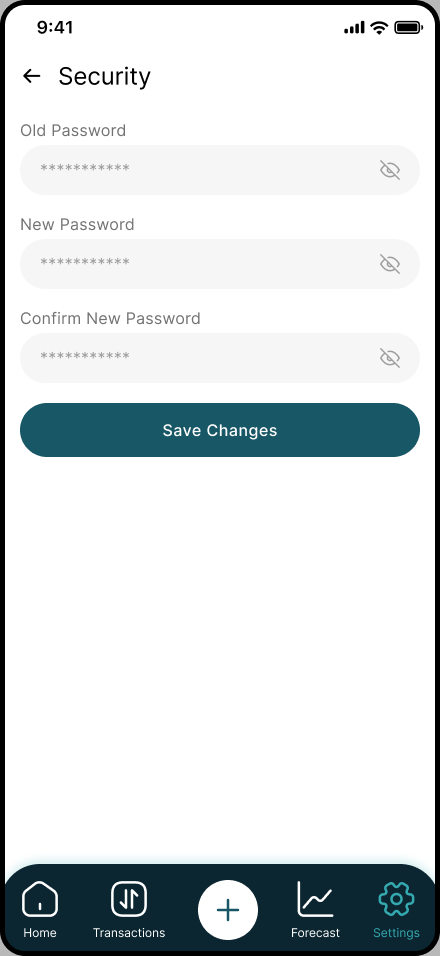 9:41
Security
Old Password
***********
New Password
***********
Confirm New Password
***********
Save Changes
Home
Transactions
Forecast
Settings